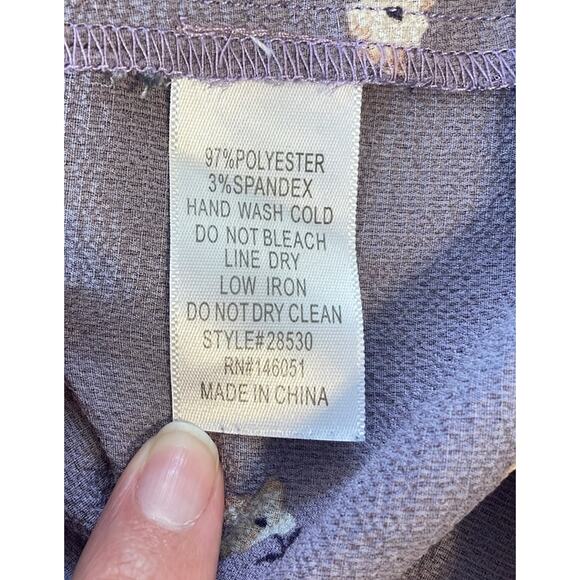 97%POLYESTER
3%SPANDEX
HAND WASH COLD
DO NOT BLEACH
LINE DRY
LOW IRON
DO NOT DRY CLEAN
STYLE#28530
RN#146051
MADE IN CHINA